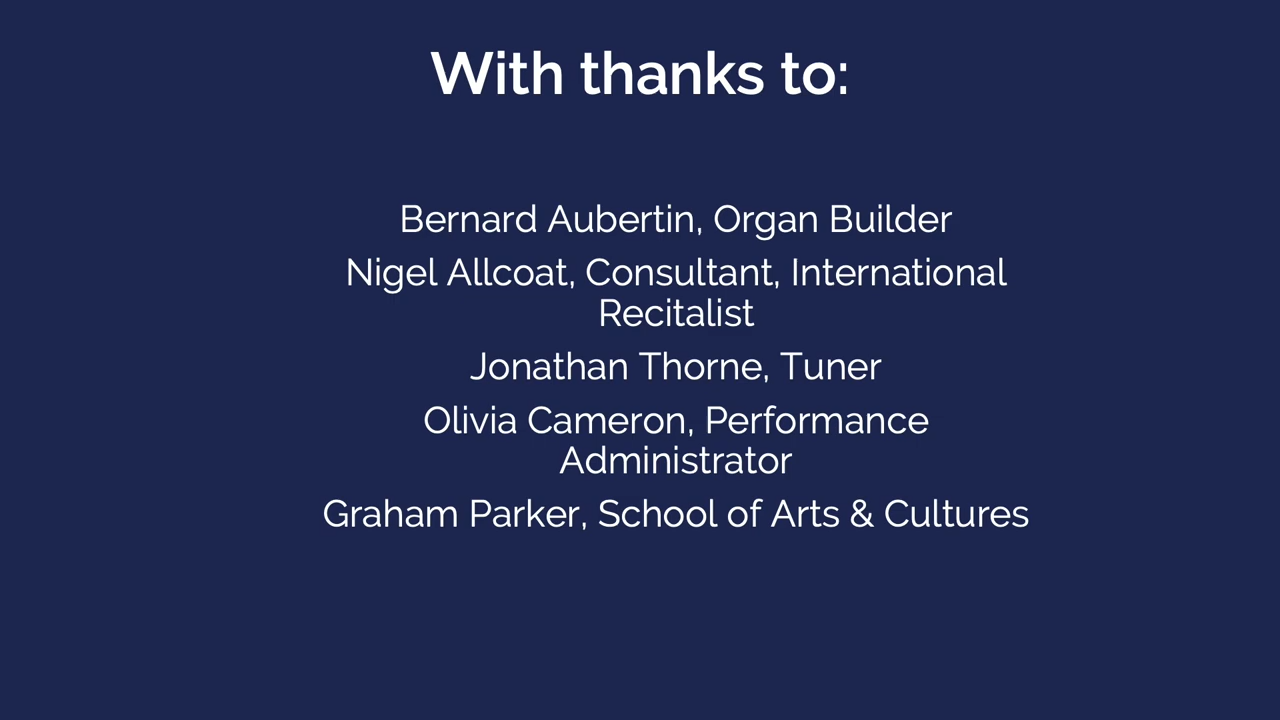 With thanks to:
Bernard Aubertin, Organ Builder
Nigel Allcoat, Consultant, International
Recitalist
Jonathan Thorne, Tuner
Olivia Cameron, Performance
Administrator
Graham Parker, School of Arts & Cultures